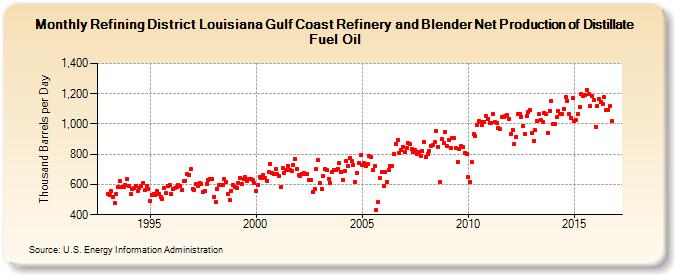 Monthly Refining District Louisiana Gulf Coast Refinery and Blender Net Production of Distillate
Fuel Oil
Thousand Barrels per Day
1,400
1,200
1,000
800
600
400
1995
2000
2005
2010
2015
Source: U.S. Energy Information Administration